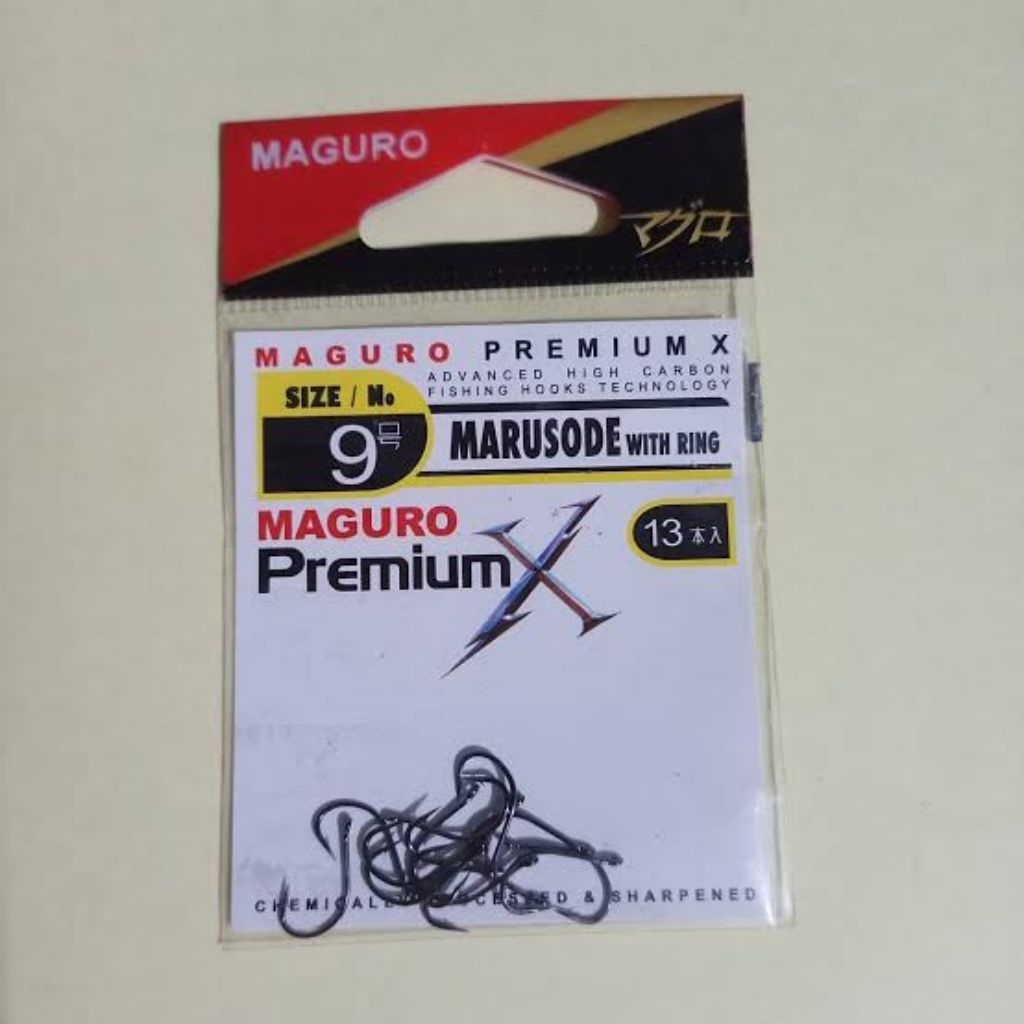 MAGURO
マグロ
MAGURO PREMIUM X
ADVANCED HIGH CARBON
FISHING HOOKS TECHNOLOGY
SIZE / No
9号
MARUSODE WITH RING
MAGURO
Premium X
13本入
& SHARPENED